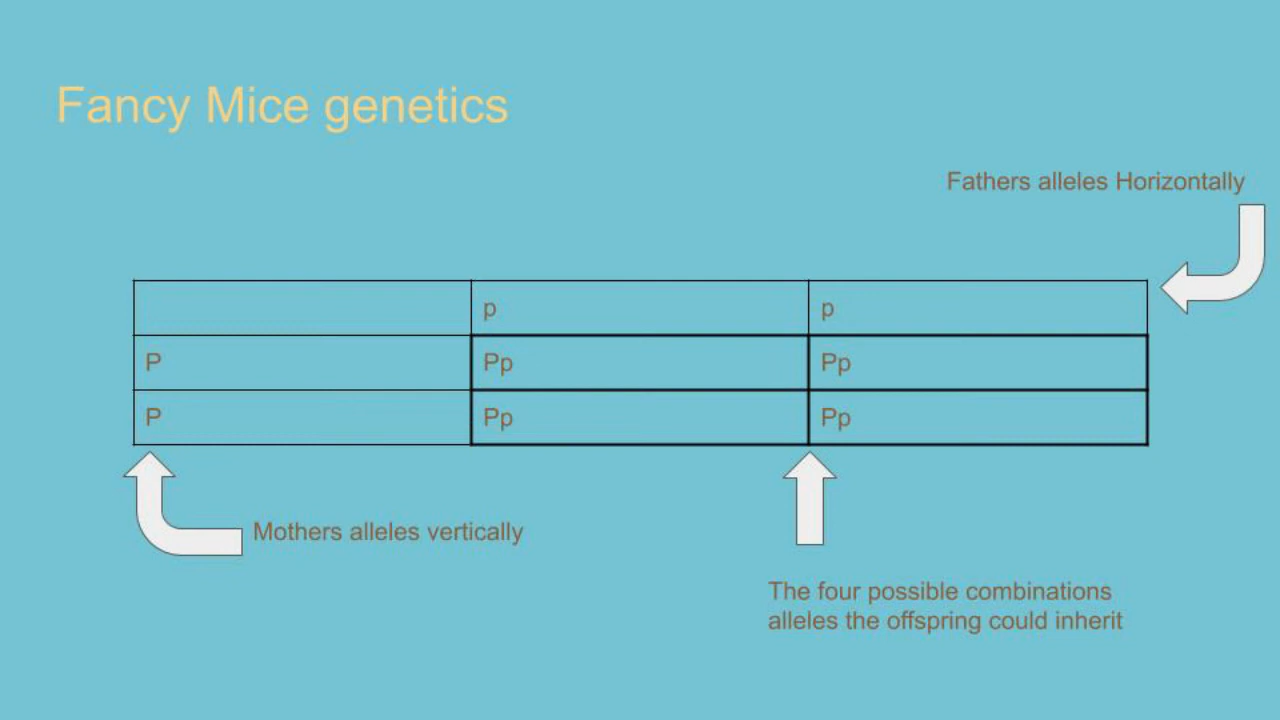 Fancy Mice genetics
Fathers alleles Horizontally
p p
P Pp Pp
P Pp Pp
Mothers alleles vertically
The four possible combinations
alleles the offspring could inherit